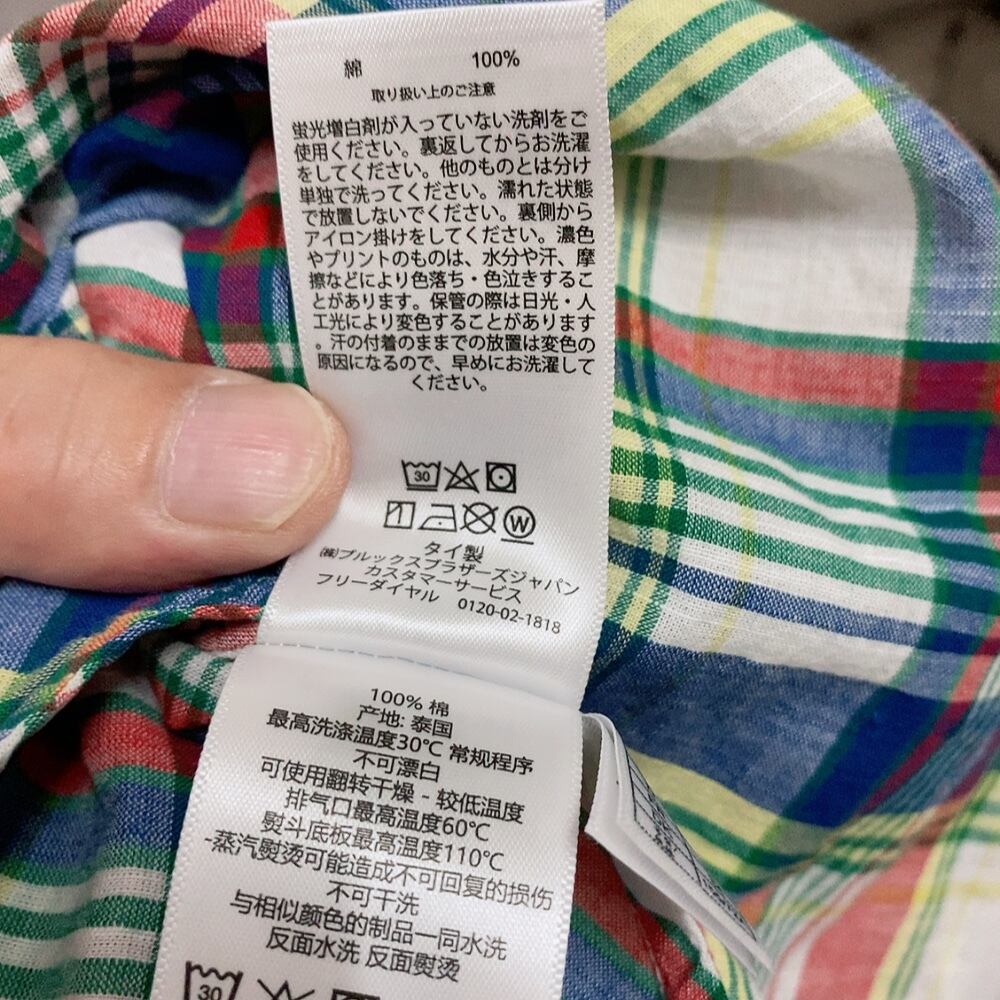 綿 100%
取り扱い上のご注意
蛍光増白剤が入っていない洗剤をご
使用ください。裏返してからお洗濯
をしてください。他のものとは分け
単独で洗ってください。濡れた状態
で放置しないでください。裏側から
アイロン掛けをしてください。濃色
やプリントのものは、水分や汗、摩
擦などにより色落ち・色泣きするこ
とがあります。保管の際は日光・人
工光により変色することがあります
。汗の付着のままでの放置は変色の
原因になるので、早めにお洗濯して
ください。
30
W
タイ製
㈱ブルックスブラザーズジャパン
カスタマーサービス
フリーダイヤル 0120-02-1818
100% 棉
产地: 泰国
最高洗涤温度30℃ 常规程序
不可漂白
可使用翻转干燥 - 较低温度
排气口最高温度60℃
熨斗底板最高温度110℃
-蒸汽熨烫可能造成不可回复的损伤
不可干洗
与相似颜色的制品一同水洗
反面水洗 反面熨烫
30